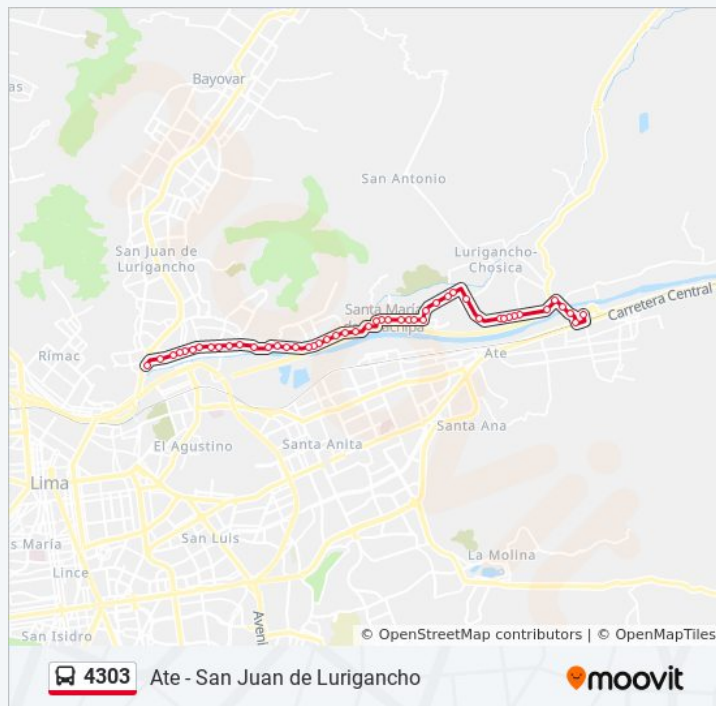 Bayovar
as
San Antonio
San Juan de
Lurigancho
Lurigancho-
Chosica
Santa María
Carretera Central
Rímac
Ate
El Agustino
Santa Anita
Santa Ana
Lima
San Luis
s María
La Molina
Lince
Aveni
San Isidro
© OpenStreetMap contributors | © OpenMapTiles
4303 Ate - San Juan de Lurigancho
moovit